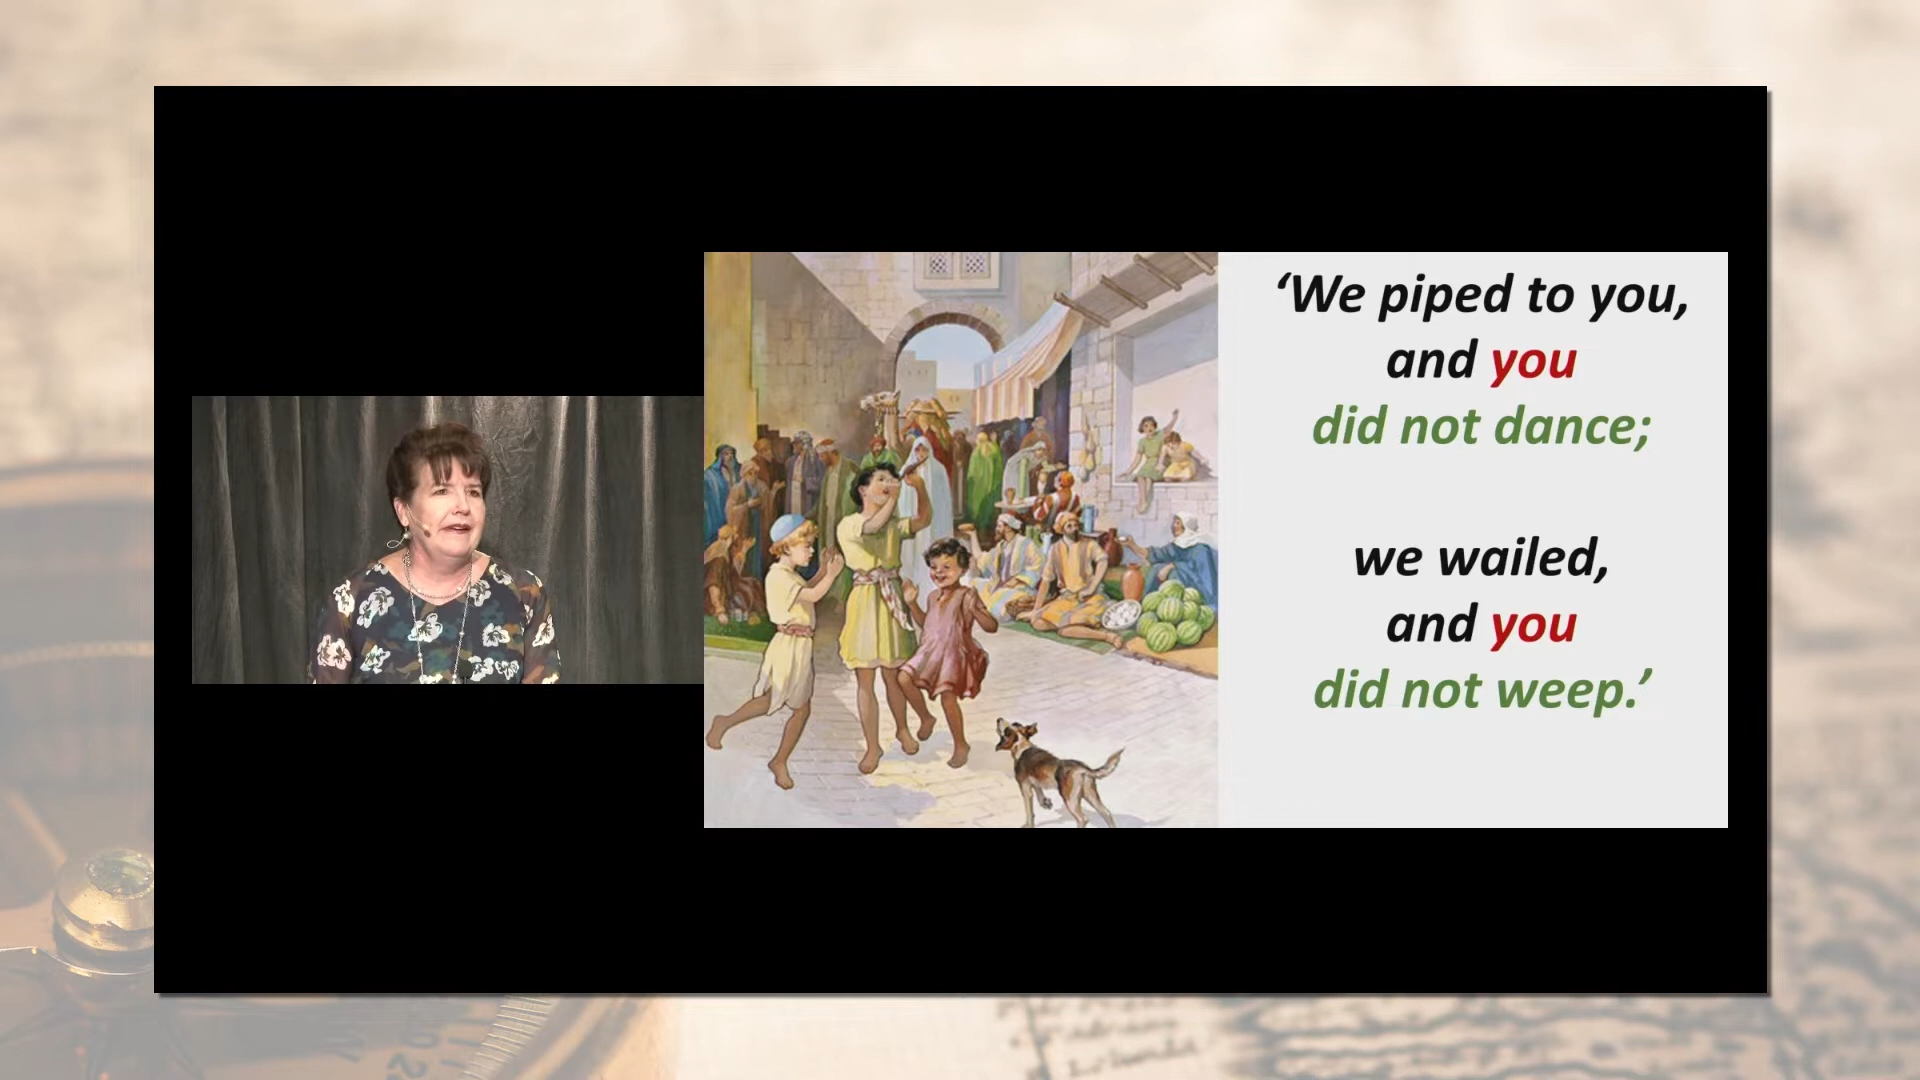 ‘We piped to you,
and you
did not dance;
we wailed,
and you
did not weep.’